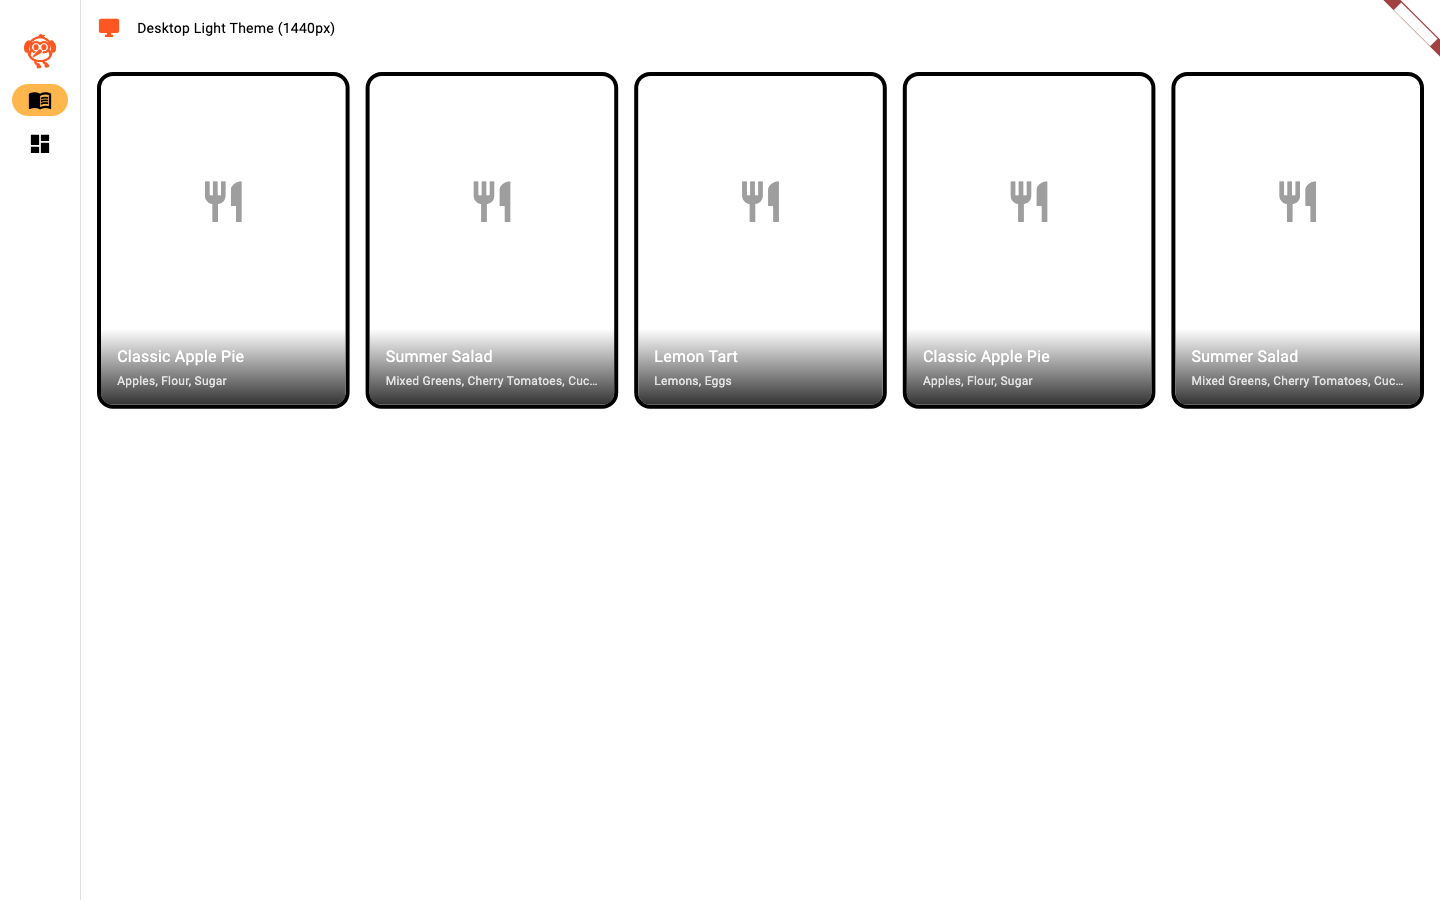 Desktop Light Theme (1440px)
Classic Apple Pie
Apples, Flour, Sugar
Summer Salad
Mixed Greens, Cherry Tomatoes, Cuc...
Lemon Tart
Lemons, Eggs
Classic Apple Pie
Apples, Flour, Sugar
Summer Salad
Mixed Greens, Cherry Tomatoes, Cuc...